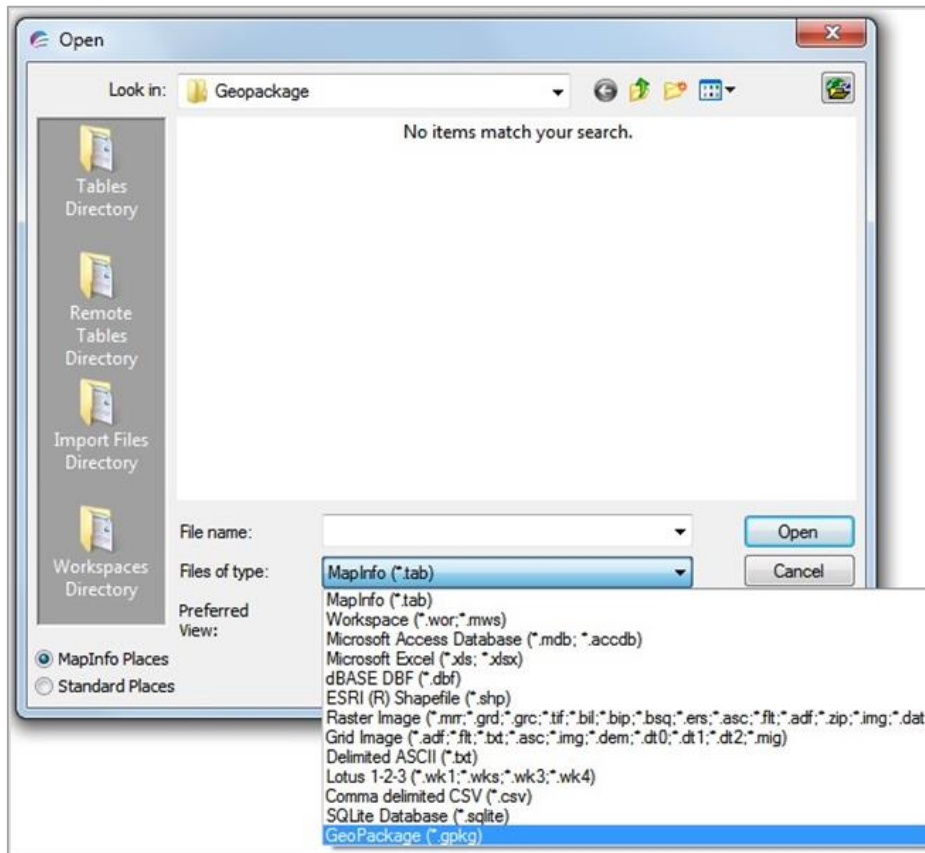 Open
Look in:
Geopackage
No items match your search.
Tables
Directory
Remote
Tables
Directory
Import Files
Directory
Workspaces
Directory
File name:
Open
Files of type:
MapInfo (*.tab)
Cancel
Preferred
View:
MapInfo Places
Standard Places
MapInfo (*.tab)
Workspace (*.wor;*.mws)
Microsoft Access Database (*.mdb; *.accdb)
Microsoft Excel (*.xls; *.xlsx)
dBASE DBF (*.dbf)
ESRI (R) Shapefile (*.shp)
Raster Image (*.mrr;*.grd;*.grc;*.tif;*.bil;*.bip;*.bsq;*.ers;*.asc;*.flt;*.adf;*.zip;*.img;*.dat
Grid Image (*.adf;*.flt;*.txt;*.asc;*.img;*.dem;*.dt0;*.dt1;*.dt2;*.mig)
Delimited ASCII (*.txt)
Lotus 1-2-3 (*.wk1;*.wks;*.wk3;*.wk4)
Comma delimited CSV (*.csv)
SQLite Database (*.sqlite)
GeoPackage (*.gpkg)